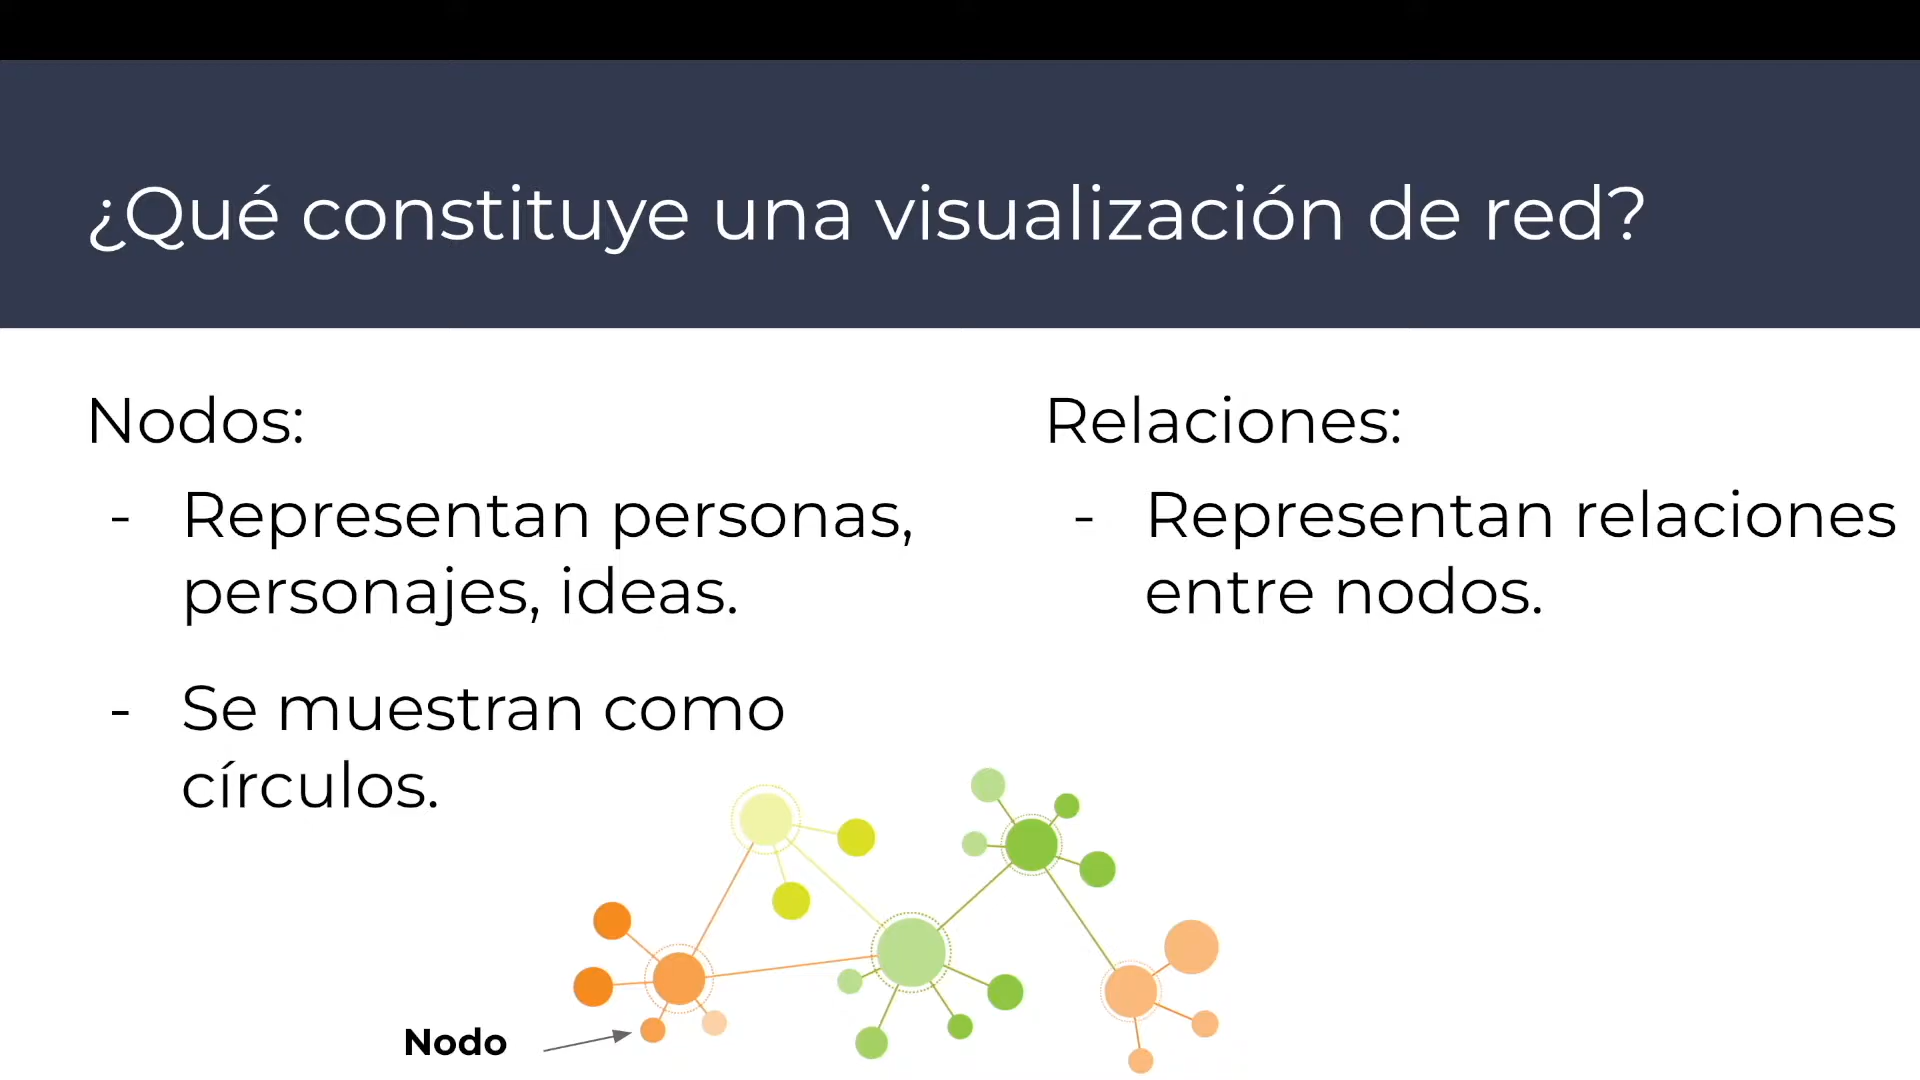 ¿Qué constituye una visualización de red?
Nodos:
- Representan personas,
personajes, ideas.
- Se muestran como
círculos.
Relaciones:
- Representan relaciones
entre nodos.
Nodo